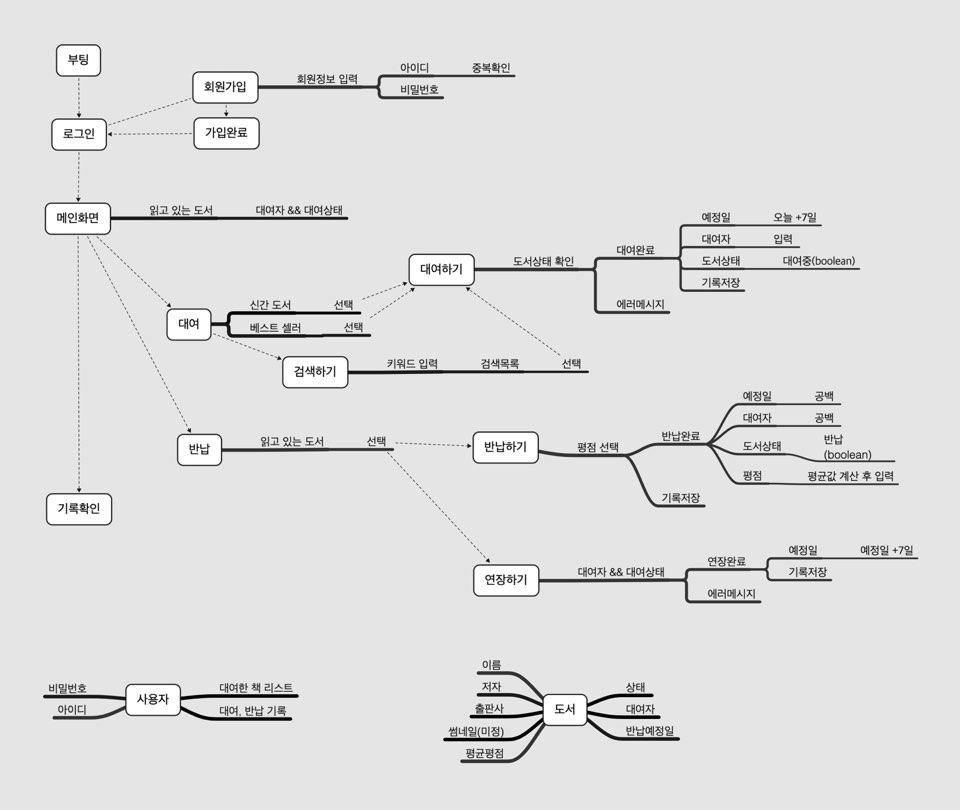 부팅
회원가입
회원정보 입력
아이디
중복확인
비밀번호
로그인
가입완료
메인화면
읽고 있는 도서
대여자 && 대여상태
대여하기
도서상태 확인
대여완료
예정일
오늘 +7일
대여자
입력
도서상태
대여중(boolean)
기록저장
에러메시지
대여
신간 도서
선택
베스트 셀러
선택
검색하기
키워드 입력
검색목록
선택
반납
읽고 있는 도서
선택
반납하기
평점 선택
반납완료
예정일
공백
대여자
공백
도서상태
반납
(boolean)
평점
평균값 계산 후 입력
기록저장
기록확인
연장하기
대여자 && 대여상태
연장완료
예정일
예정일 +7일
기록저장
에러메시지
비밀번호
아이디
사용자
대여한 책 리스트
대여, 반납 기록
이름
저자
출판사
썸네일(미정)
평균평점
도서
상태
대여자
반납예정일